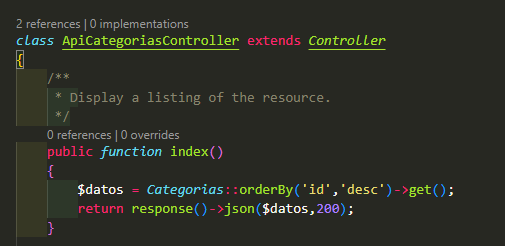 2 references | 0 implementations
class ApiCategoriasController extends Controller
{
/**
* Display a listing of the resource.
*/
0 references | 0 overrides
public function index()
{
$datos = Categorias::orderBy('id','desc')->get();
return response()->json($datos,200);
}